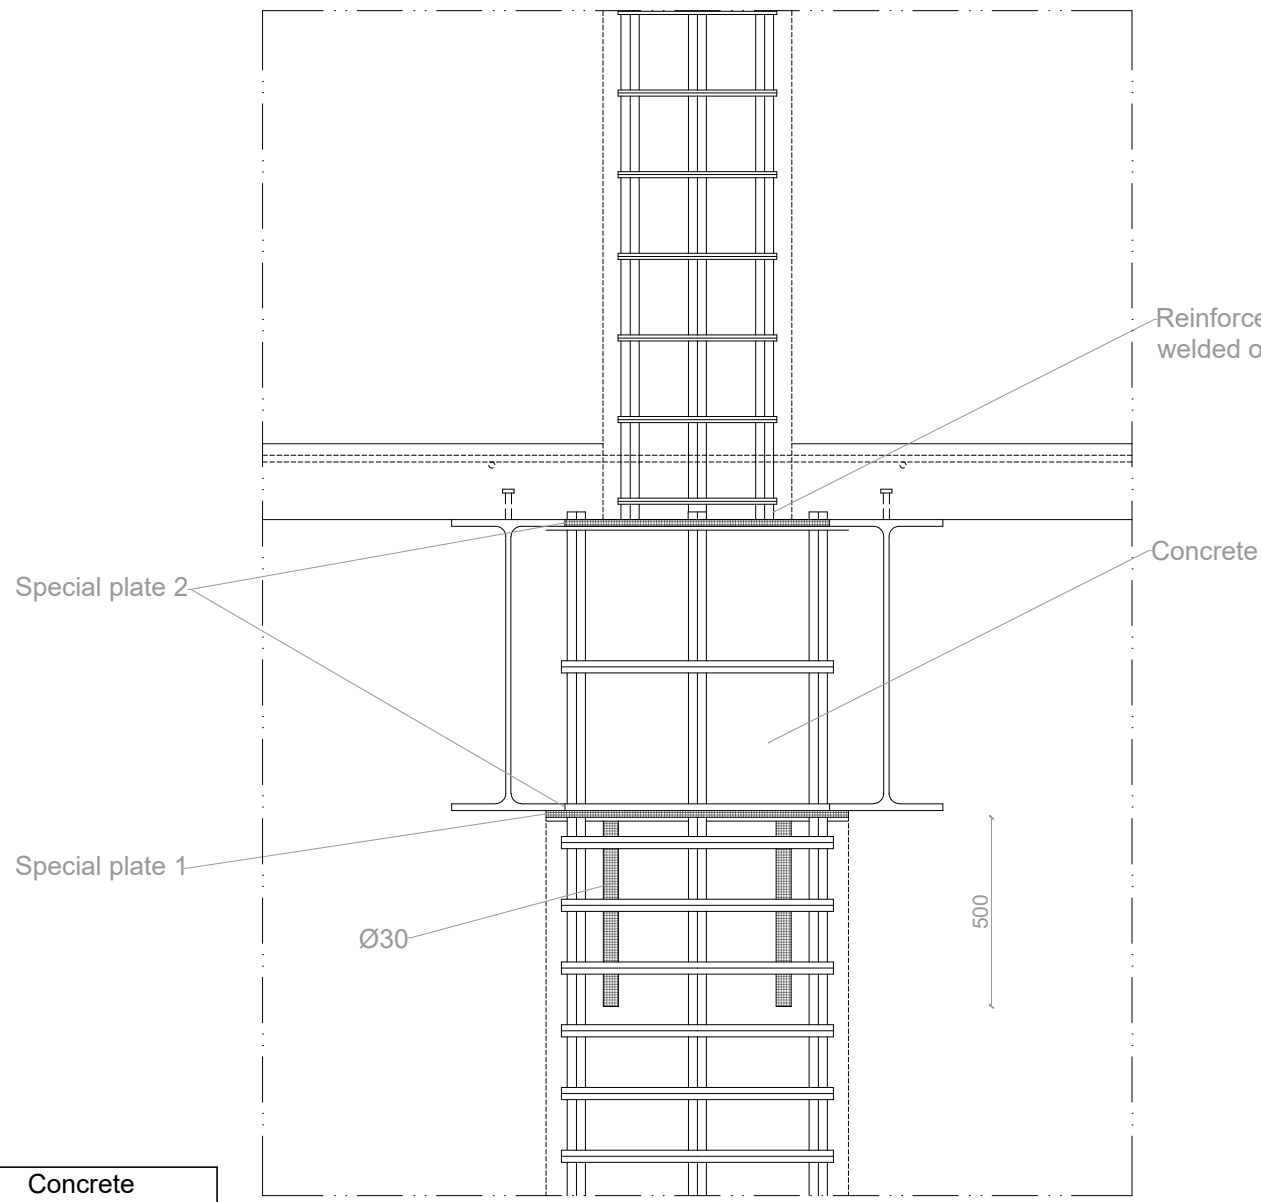 Reinforce
welded o
Concrete
Special plate 2
Special plate 1
Ø30
500
Concrete